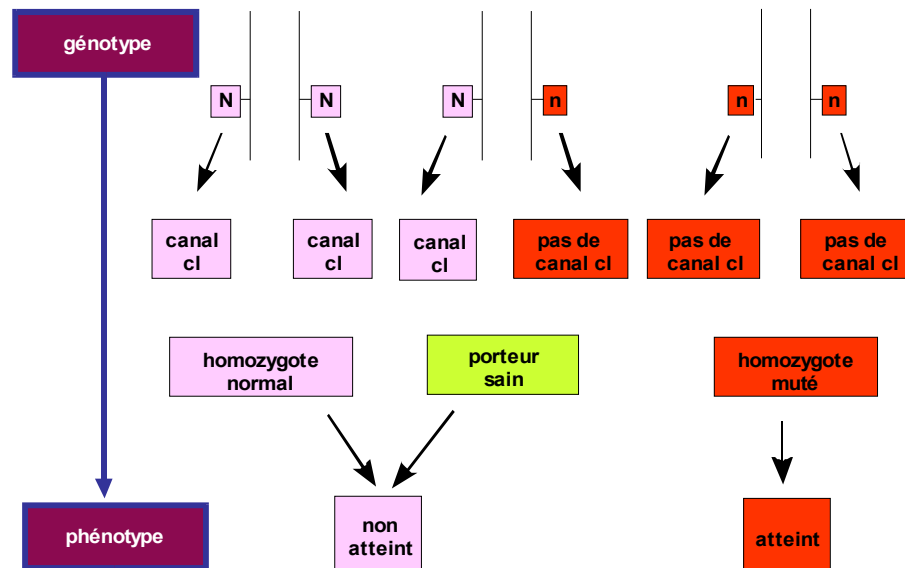 génotype
N N N n n n
canal
cl
canal
cl
canal
cl
pas de
canal cl
pas de
canal cl
pas de
canal cl
homozygote
normal
porteur
sain
homozygote
muté
phénotype
non
atteint
atteint